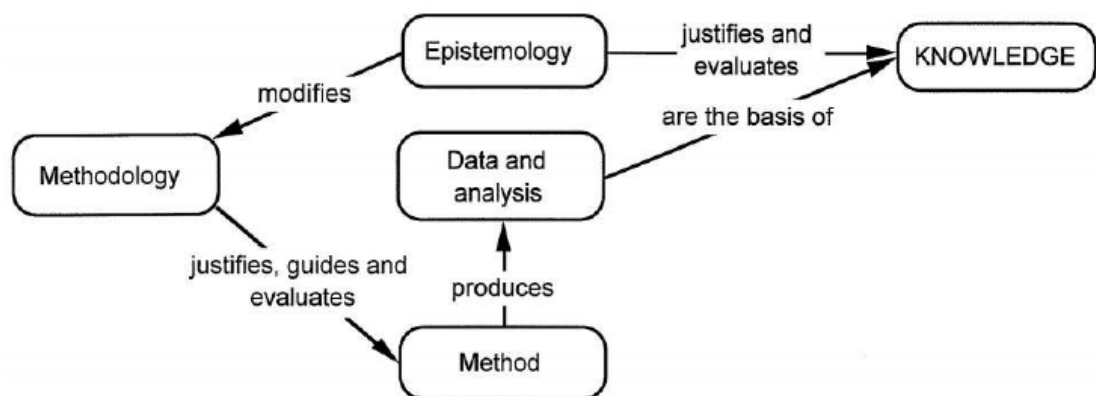 Epistemology
justifies and
evaluates
KNOWLEDGE
modifies
are the basis of
Methodology
Data and
analysis
justifies, guides and
evaluates
produces
Method